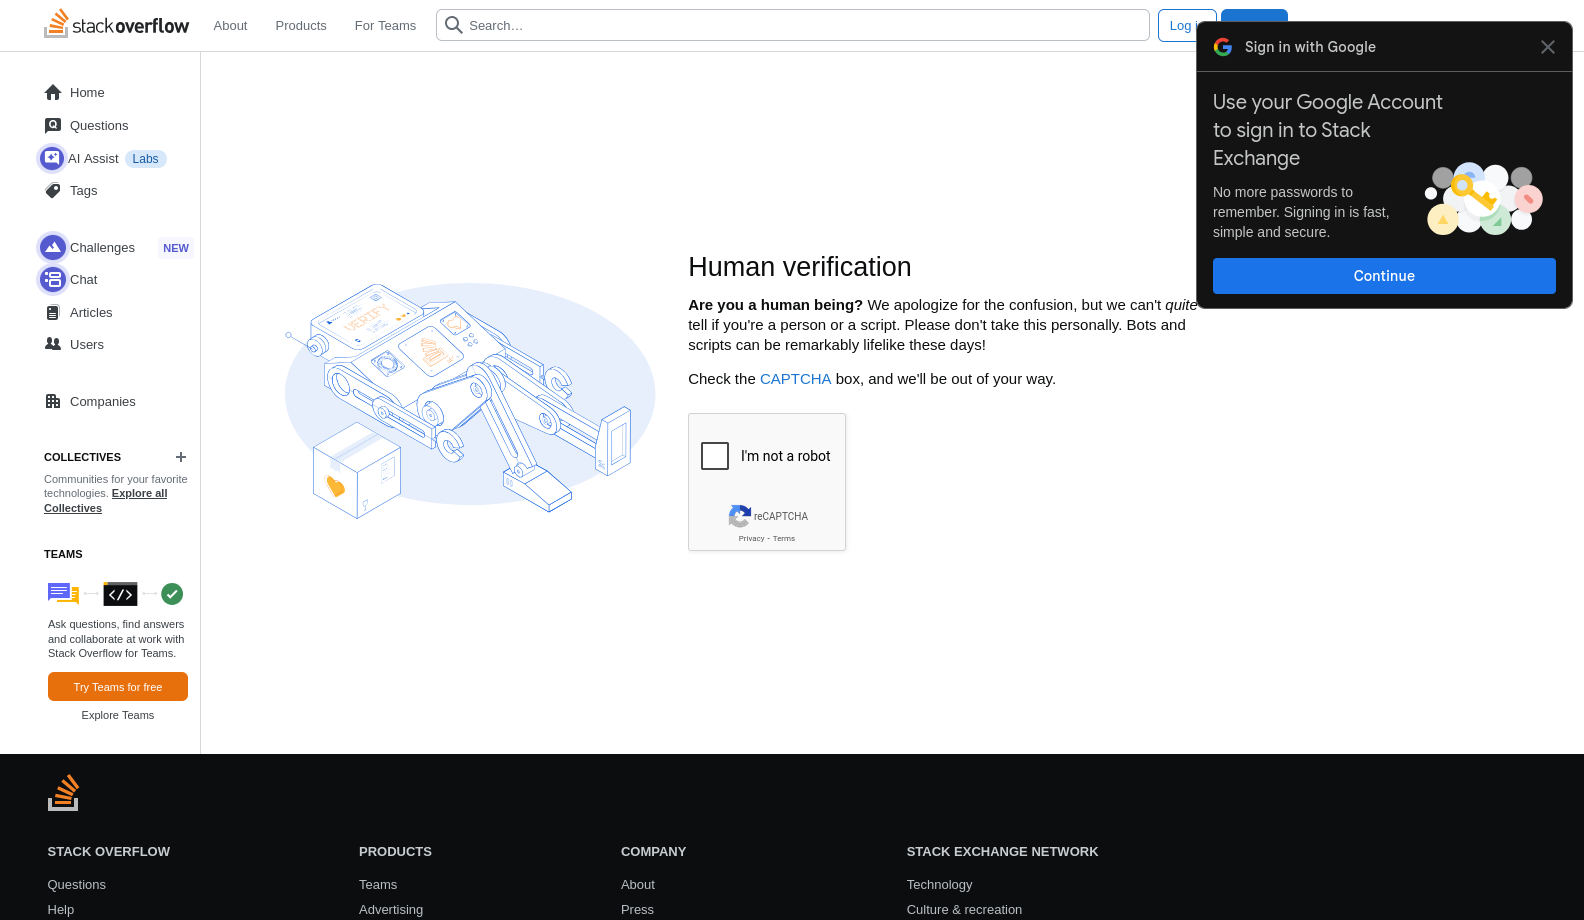 stackoverflow
About
Products
For Teams
Search…
Log i
Home
Questions
AI Assist
Labs
Tags
Challenges
NEW
Chat
Articles
Users
Companies
COLLECTIVES
Communities for your favorite
technologies. Explore all
Collectives
TEAMS
Ask questions, find answers
and collaborate at work with
Stack Overflow for Teams.
Try Teams for free
Explore Teams
VERIFY
Human verification
Are you a human being? We apologize for the confusion, but we can't quite
tell if you're a person or a script. Please don't take this personally. Bots and
scripts can be remarkably lifelike these days!
Check the CAPTCHA box, and we'll be out of your way.
I'm not a robot
reCAPTCHA
Privacy - Terms
Sign in with Google
Use your Google Account
to sign in to Stack
Exchange
No more passwords to
remember. Signing in is fast,
simple and secure.
Continue
STACK OVERFLOW
Questions
Help
PRODUCTS
Teams
Advertising
COMPANY
About
Press
STACK EXCHANGE NETWORK
Technology
Culture & recreation